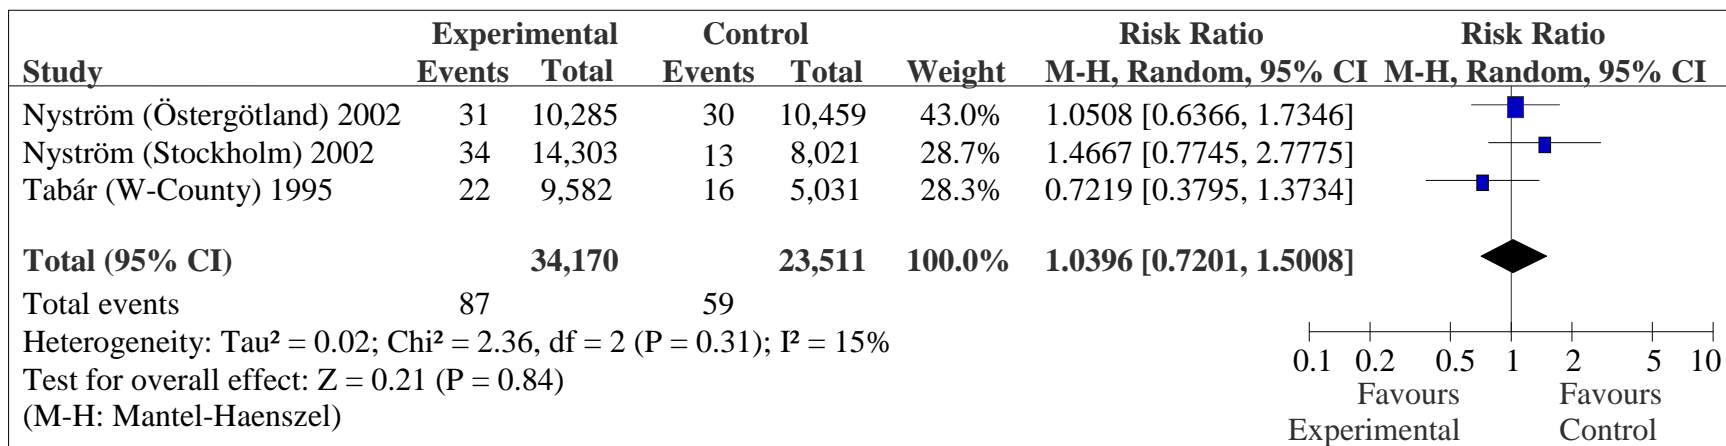 Experimental Control Risk Ratio Risk Ratio
Study Events Total Events Total Weight M-H, Random, 95% CI M-H, Random, 95% CI
Nyström (Östergötland) 2002 31 10,285 30 10,459 43.0% 1.0508 [0.6366, 1.7346]
Nyström (Stockholm) 2002 34 14,303 13 8,021 28.7% 1.4667 [0.7745, 2.7775]
Tabár (W-County) 1995 22 9,582 16 5,031 28.3% 0.7219 [0.3795, 1.3734]
Total (95% CI) 34,170 23,511 100.0% 1.0396 [0.7201, 1.5008]
Total events 87 59
Heterogeneity: Tau² = 0.02; Chi² = 2.36, df = 2 (P = 0.31); I² = 15%
Test for overall effect: Z = 0.21 (P = 0.84)
(M-H: Mantel-Haenszel)
0.1 0.2 0.5 1 2 5 10
Favours Favours
Experimental Control